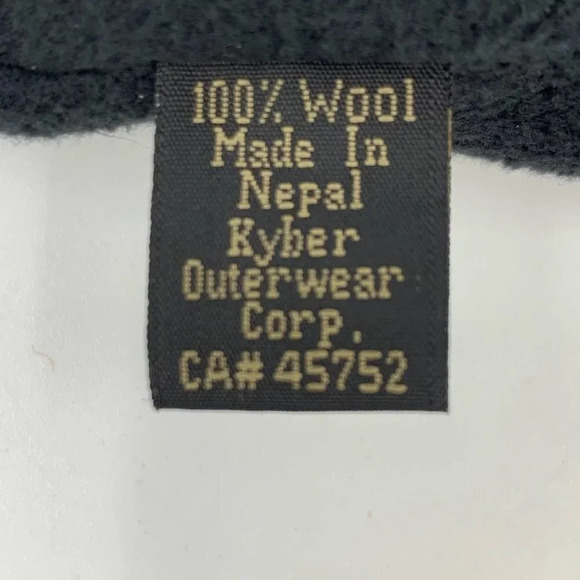 100% Wool
Made In
Nepal
Kyber
Outerwear
Corp.
CA# 45752